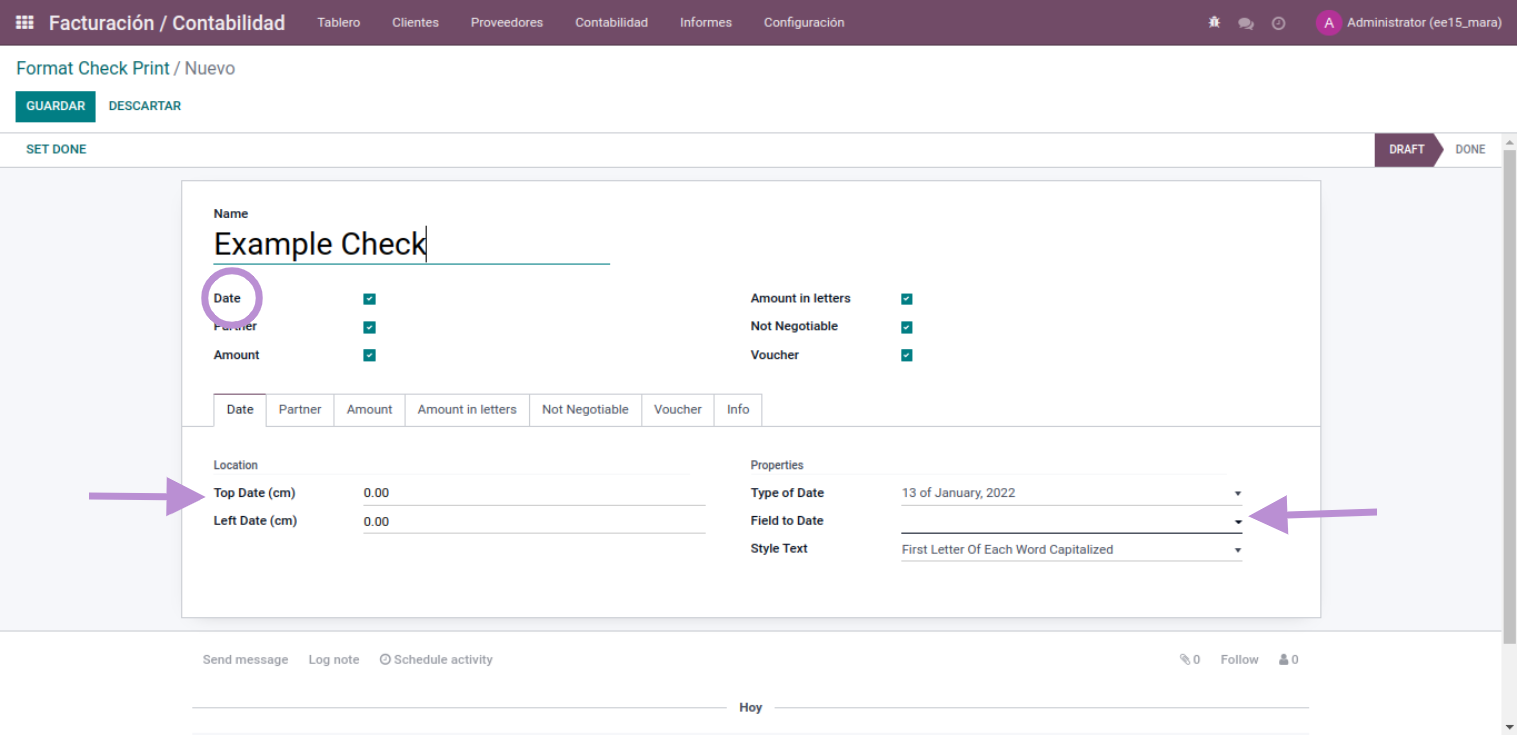 Facturación / Contabilidad Tablero Clientes Proveedores Contabilidad Informes Configuración A Administrator (ee15_mara)
Format Check Print / Nuevo
GUARDAR DESCARTAR
SET DONE DRAFT DONE
Name
Example Check
Date Amount in letters
Partner Not Negotiable
Amount Voucher
Date Partner Amount Amount in letters Not Negotiable Voucher Info
Location Properties
Top Date (cm) 0.00 Type of Date 13 of January, 2022
Left Date (cm) 0.00 Field to Date
Style Text First Letter Of Each Word Capitalized
Send message Log note Schedule activity 0 Follow 0
Hoy